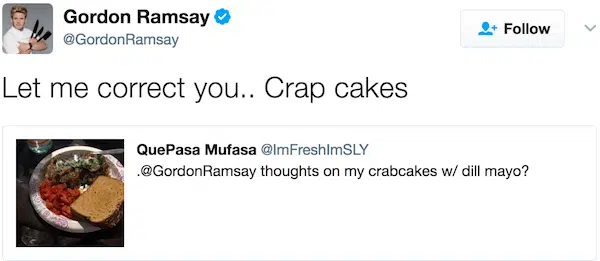 Gordon Ramsay
@GordonRamsay
Follow
Let me correct you.. Crap cakes
QuePasa Mufasa @ImFreshImSLY
.@GordonRamsay thoughts on my crabcakes w/ dill mayo?